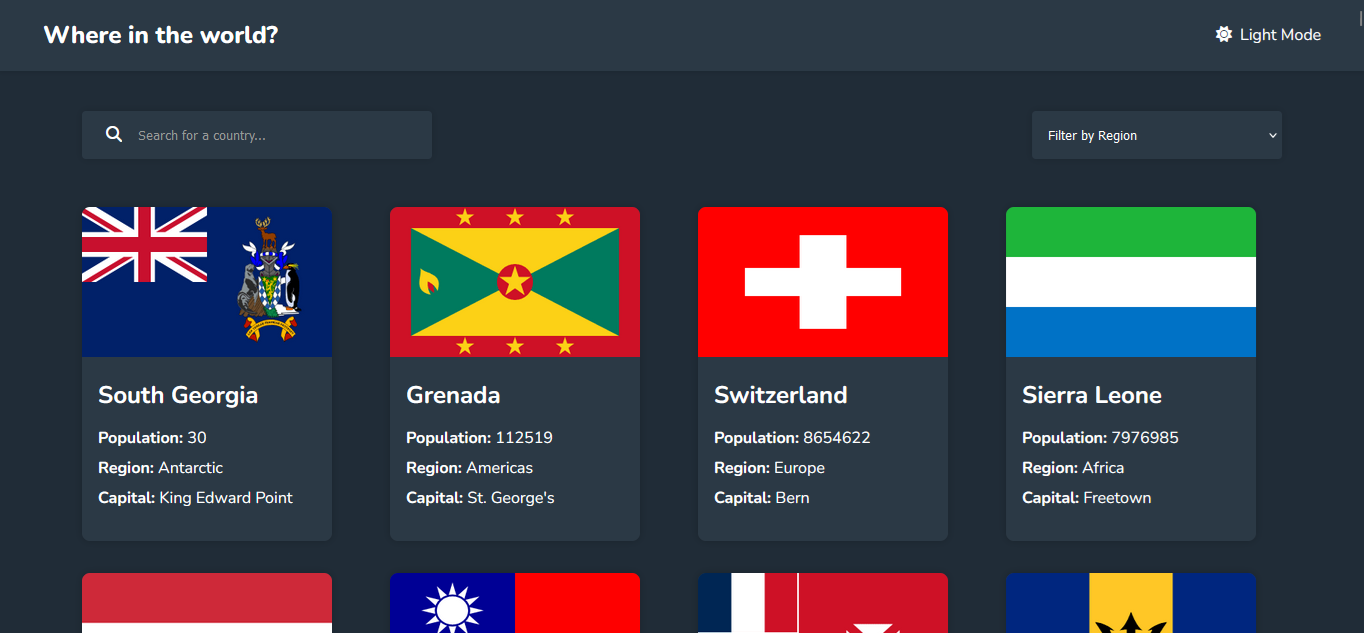 Where in the world?
Light Mode
Search for a country...
Filter by Region
South Georgia
Population: 30
Region: Antarctic
Capital: King Edward Point
Grenada
Population: 112519
Region: Americas
Capital: St. George's
Switzerland
Population: 8654622
Region: Europe
Capital: Bern
Sierra Leone
Population: 7976985
Region: Africa
Capital: Freetown